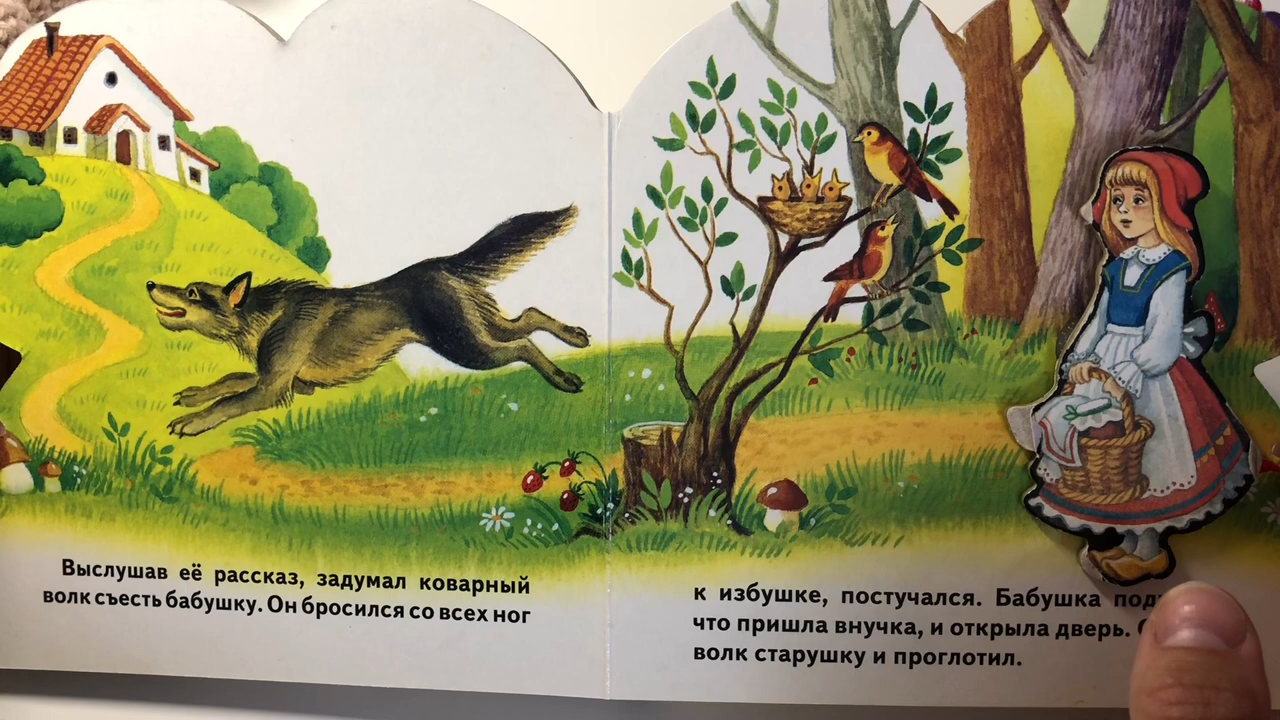 Выслушав её рассказ, задумал коварный
волк съесть бабушку. Он бросился со всех ног
к избушке, постучался. Бабушка
что пришла внучка, и открыла дверь.
волк старушку и проглотил.